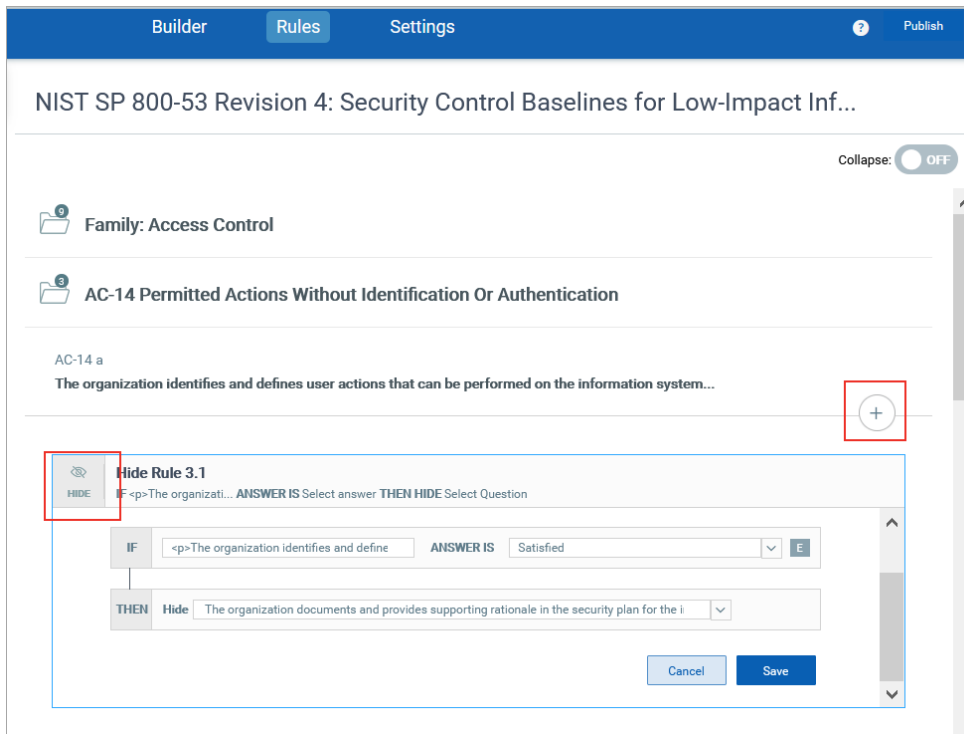 Builder Rules Settings ? Publish
NIST SP 800-53 Revision 4: Security Control Baselines for Low-Impact Inf...
Collapse: OFF
9
Family: Access Control
3
AC-14 Permitted Actions Without Identification Or Authentication
AC-14 a
The organization identifies and defines user actions that can be performed on the information system...
+
Hide Rule 3.1
HIDE IF <p>The organizati... ANSWER IS Select answer THEN HIDE Select Question
IF <p>The organization identifies and define ANSWER IS Satisfied E
THEN Hide The organization documents and provides supporting rationale in the security plan for the i
Cancel Save